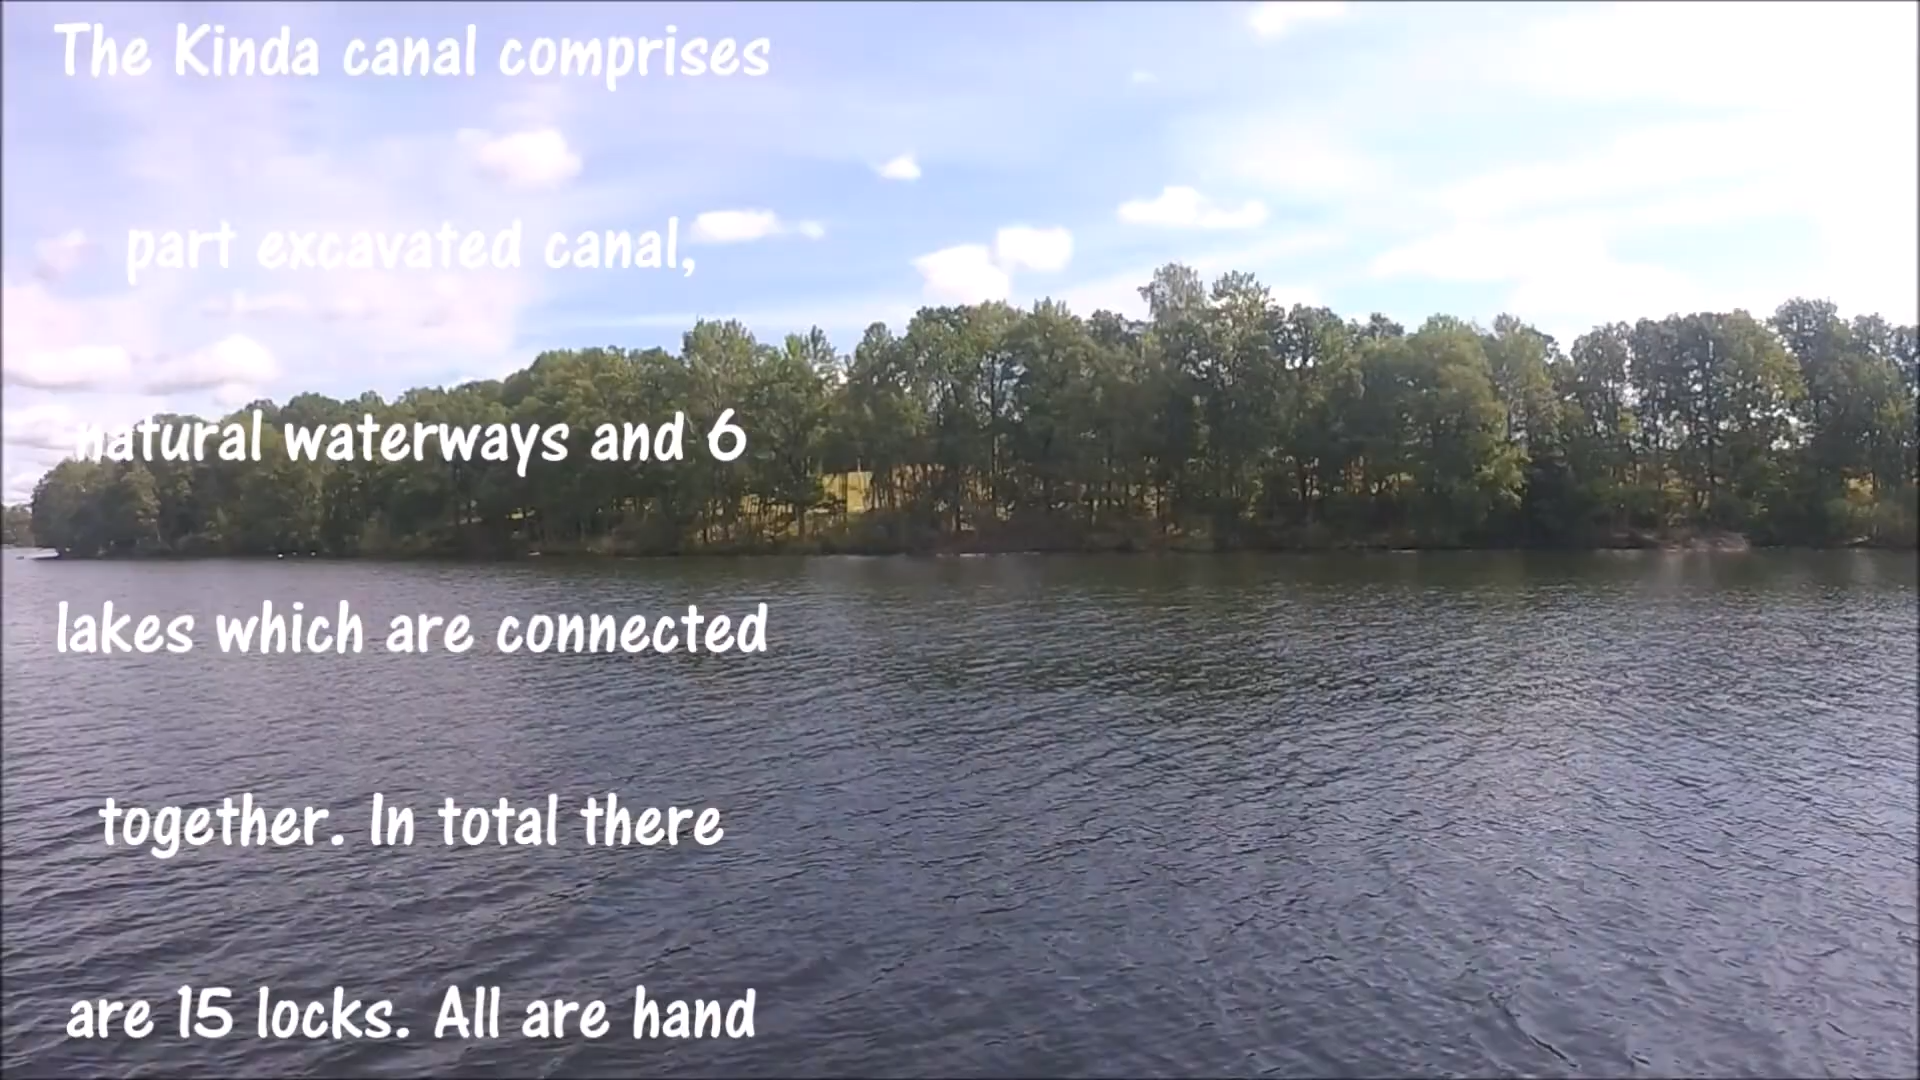 The Kinda canal comprises
part excavated canal,
natural waterways and 6
lakes which are connected
together. In total there
are 15 locks. All are hand